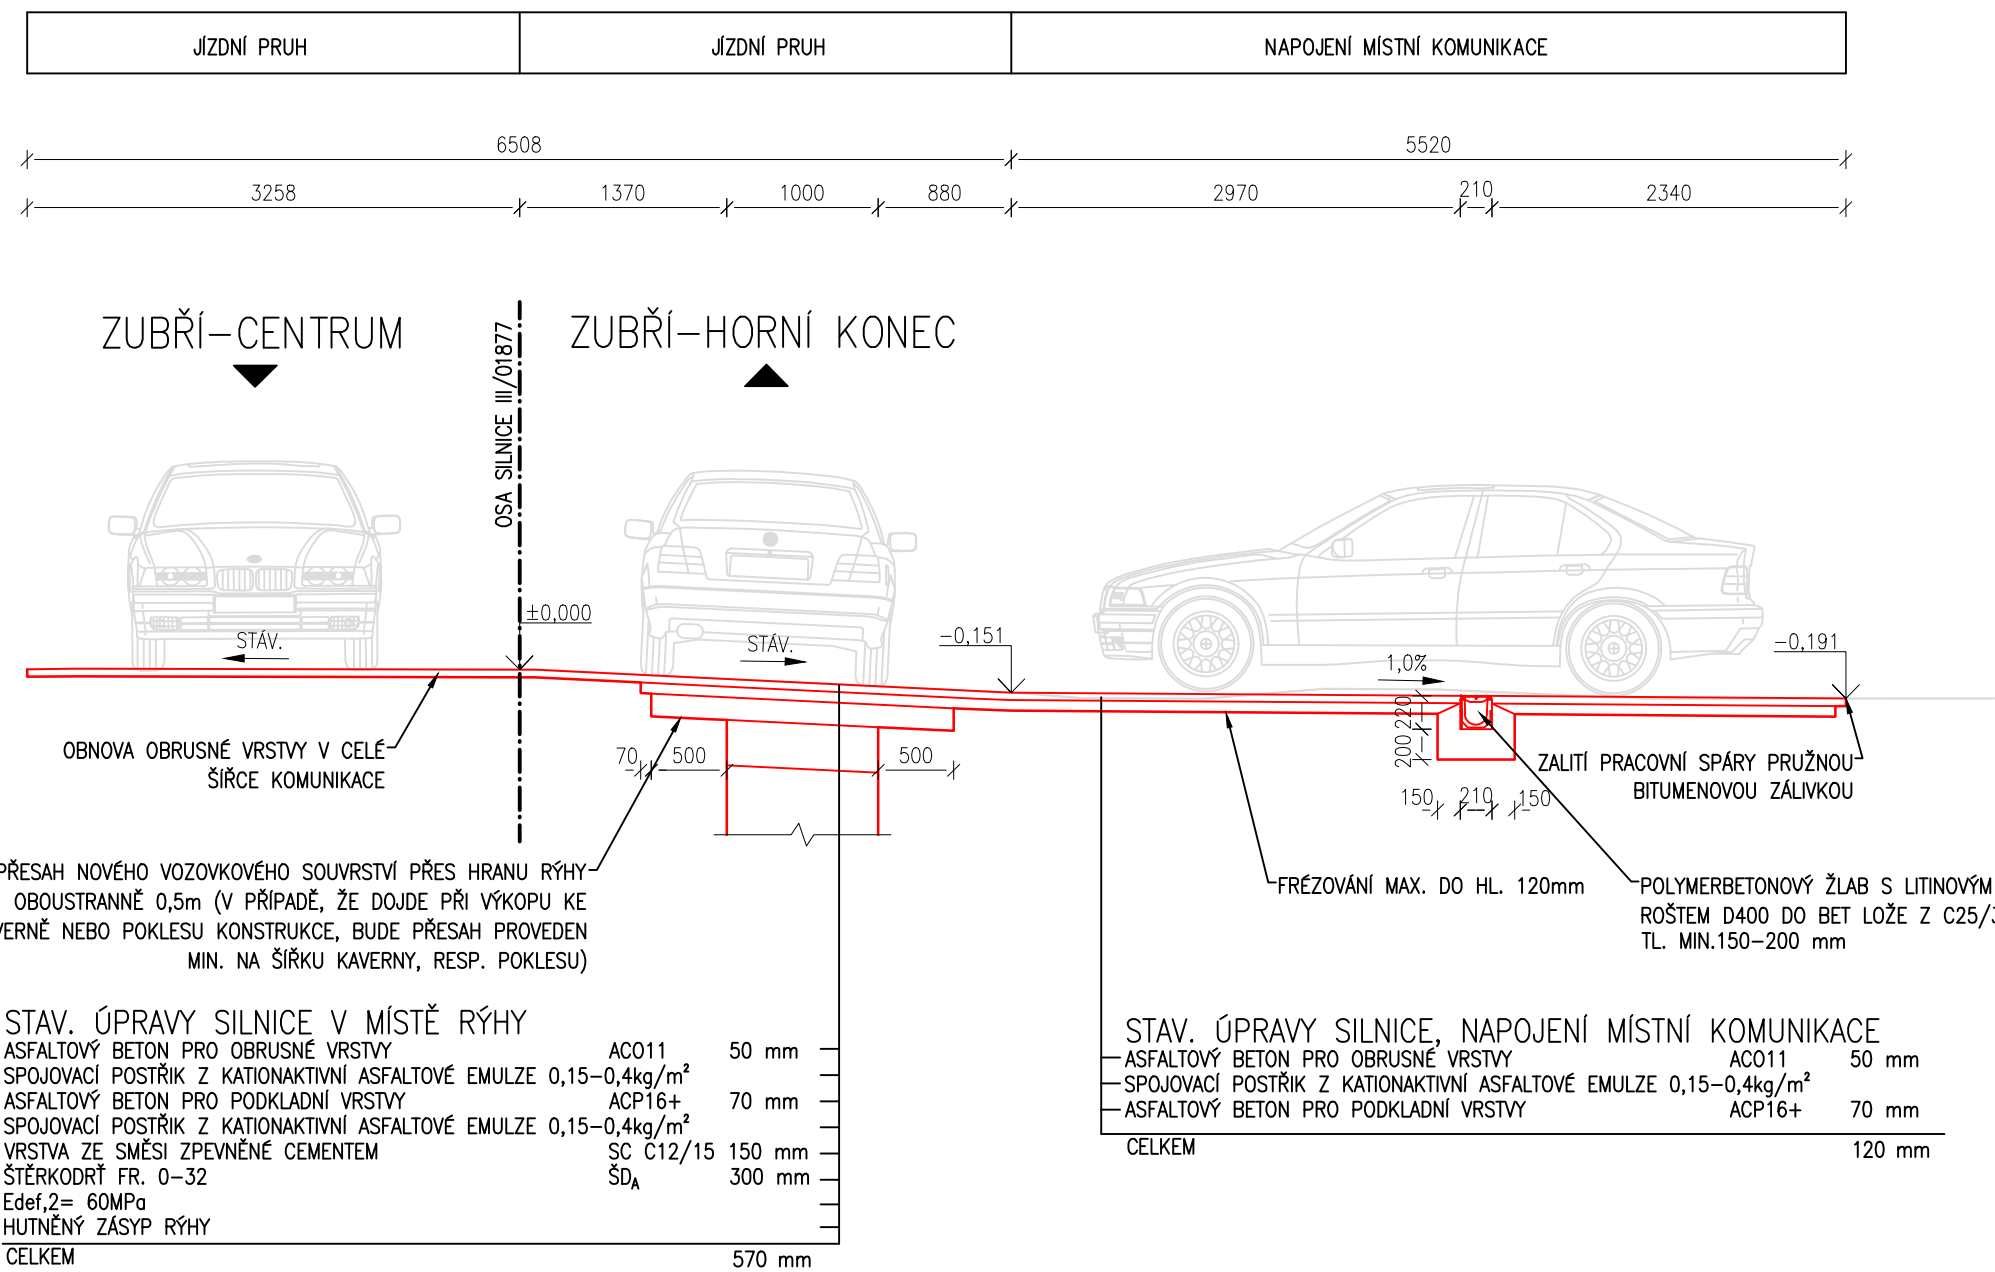 JÍZDNÍ PRUH
JÍZDNÍ PRUH
NAPOJENÍ MÍSTNÍ KOMUNIKACE
6508
5520
3258
1370
1000
880
2970
210
2340
ZUBŘÍ-CENTRUM
ZUBŘÍ-HORNÍ KONEC
OSA SILNICE III/01877
±0,000
-0,151
-0,191
STÁV.
STÁV.
1,0%
220
200
70
500
500
150
210
150
OBNOVA OBRUSNÉ VRSTVY V CELÉ
ŠÍŘCE KOMUNIKACE
ZALITÍ PRACOVNÍ SPÁRY PRUŽNOU
BITUMENOVOU ZÁLIVKOU
PŘESAH NOVÉHO VOZOVKOVÉHO SOUVRSTVÍ PŘES HRANU RÝHY
OBOUSTRANNĚ 0,5m (V PŘÍPADĚ, ŽE DOJDE PŘI VÝKOPU KE
VERNĚ NEBO POKLESU KONSTRUKCE, BUDE PŘESAH PROVEDEN
MIN. NA ŠÍŘKU KAVERNY, RESP. POKLESU)
FRÉZOVÁNÍ MAX. DO HL. 120mm
POLYMERBETONOVÝ ŽLAB S LITINOVÝM
ROŠTEM D400 DO BET LOŽE Z
TL. MIN.150-200 mm
STAV. ÚPRAVY SILNICE V MÍSTĚ RÝHY
ASFALTOVÝ BETON PRO OBRUSNÉ VRSTVY ACO11 50 mm
SPOJOVACÍ POSTŘIK Z KATIONAKTIVNÍ ASFALTOVÉ EMULZE 0,15-0,4kg/m²
ASFALTOVÝ BETON PRO PODKLADNÍ VRSTVY ACP16+ 70 mm
SPOJOVACÍ POSTŘIK Z KATIONAKTIVNÍ ASFALTOVÉ EMULZE 0,15-0,4kg/m²
VRSTVA ZE SMĚSI ZPEVNĚNÉ CEMENTEM SC C12/15 150 mm
ŠTĚRKODRŤ FR. 0-32 ŠDA 300 mm
Edef,2= 60MPa
HUTNĚNÝ ZÁSYP RÝHY
CELKEM 570 mm
STAV. ÚPRAVY SILNICE, NAPOJENÍ MÍSTNÍ KOMUNIKACE
ASFALTOVÝ BETON PRO OBRUSNÉ VRSTVY ACO11 50 mm
SPOJOVACÍ POSTŘIK Z KATIONAKTIVNÍ ASFALTOVÉ EMULZE 0,15-0,4kg/m²
ASFALTOVÝ BETON PRO PODKLADNÍ VRSTVY ACP16+ 70 mm
CELKEM 120 mm